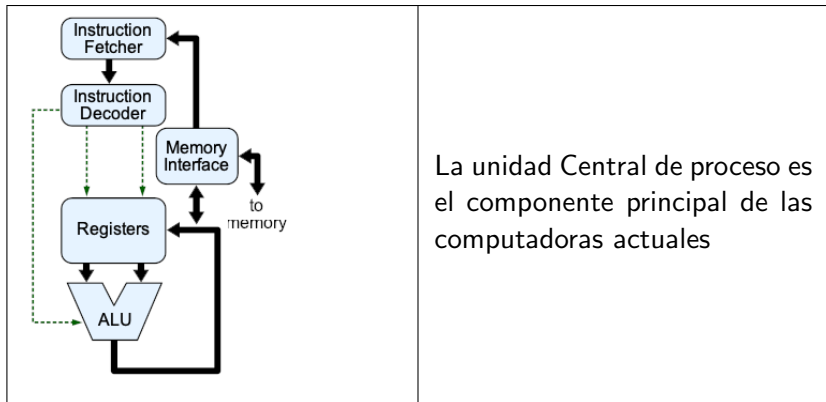 Instruction
Fetcher
Instruction
Decoder
Memory
Interface
to
memory
Registers
ALU
La unidad Central de proceso es
el componente principal de las
computadoras actuales